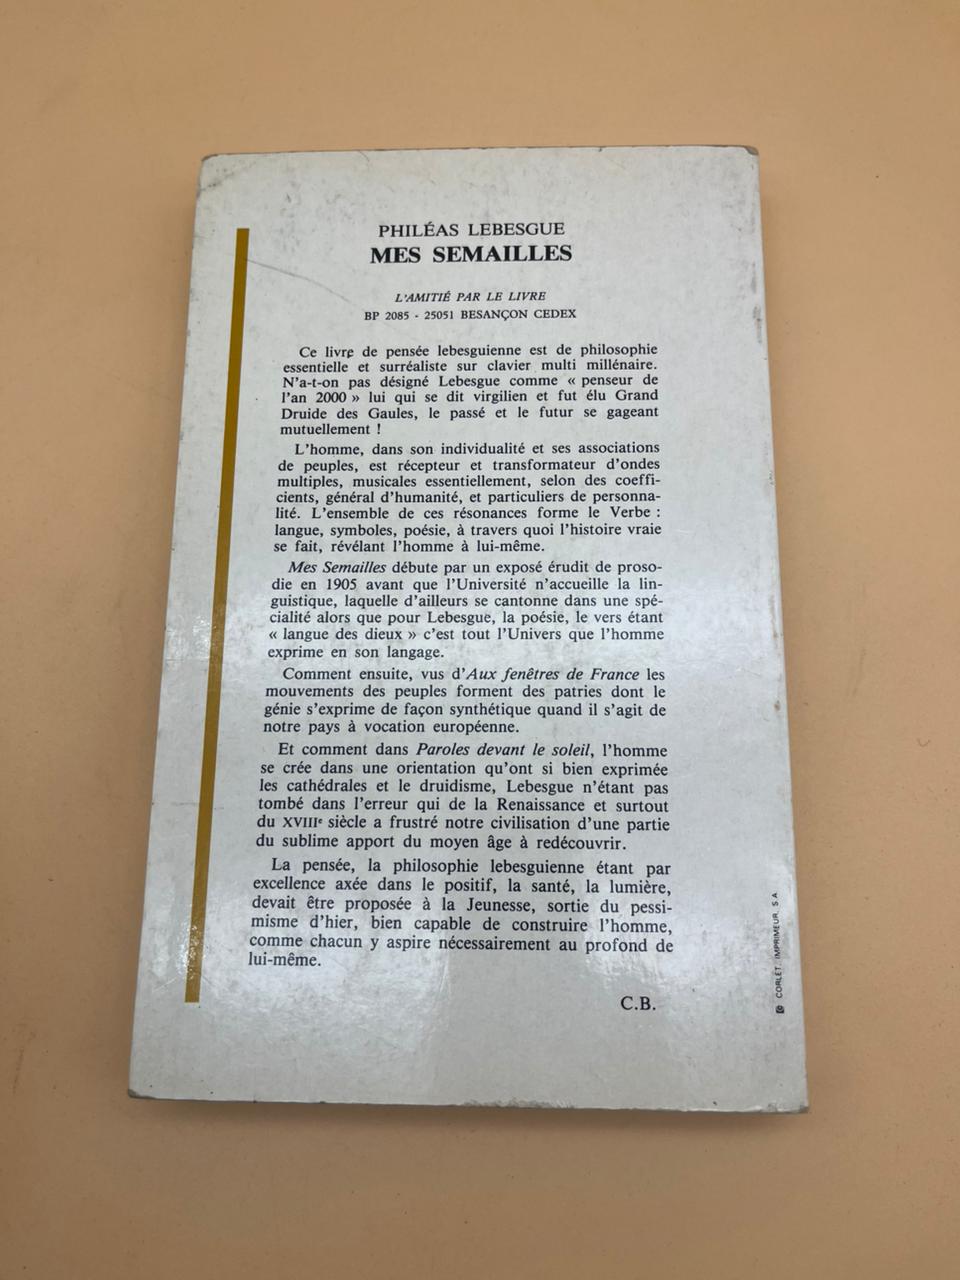 PHILÉAS LEBESGUE
MES SEMAILLES
L'AMITIÉ PAR LE LIVRE
BP 2085 - 25051 BESANÇON CEDEX
Ce livre de pensée lebesguienne est de philosophie
essentielle et surréaliste sur clavier multi millénaire.
N'a-t-on pas désigné Lebesgue comme « penseur de
l'an 2000 » lui qui se dit virgilien et fut élu Grand
Druide des Gaules, le passé et le futur se gageant
mutuellement !
L'homme, dans son individualité et ses associations
de peuples, est récepteur et transformateur d'ondes
multiples, musicales essentiellement, selon des coeffi-
cients, général d'humanité, et particuliers de personna-
lité. L'ensemble de ces résonances forme le Verbe :
langue, symboles, poésie, à travers quoi l'histoire vraie
se fait, révélant l'homme à lui-même.
Mes Semailles débute par un exposé érudit de proso-
die en 1905 avant que l'Université n'accueille la lin-
guistique, laquelle d'ailleurs se cantonne dans une spé-
cialité alors que pour Lebesgue, la poésie, le vers étant
« langue des dieux » c'est tout l'Univers que l'homme
exprime en son langage.
Comment ensuite, vus d'Aux fenêtres de France les
mouvements des peuples forment des patries dont le
génie s'exprime de façon synthétique quand il s'agit de
notre pays à vocation européenne.
Et comment dans Paroles devant le soleil, l'homme
se crée dans une orientation qu'ont si bien exprimée
les cathédrales et le druidisme, Lebesgue n'étant pas
tombé dans l'erreur qui de la Renaissance et surtout
du XVIIIe siècle a frustré notre civilisation d'une partie
du sublime apport du moyen âge à redécouvrir.
La pensée, la philosophie lebesguienne étant par
excellence axée dans le positif, la santé, la lumière,
devait être proposée à la Jeunesse, sortie du pessi-
misme d'hier, bien capable de construire l'homme,
comme chacun y aspire nécessairement au profond de
lui-même.
C.B.
CORLET, IMPRIMEUR, S.A.